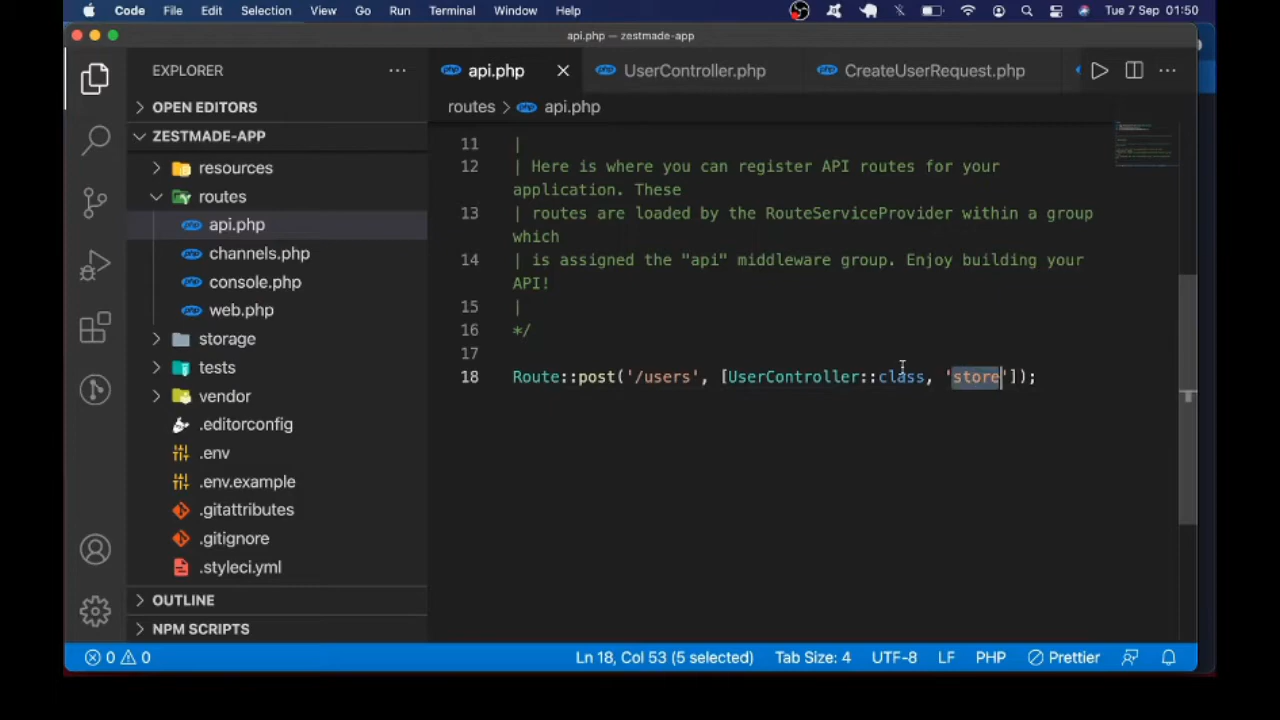 Code File Edit Selection View Go Run Terminal Window Help Tue 7 Sep 01:50
api.php — zestmade-app
EXPLORER
api.php UserController.php CreateUserRequest.php
OPEN EDITORS
routes > api.php
ZESTMADE-APP
resources
routes
api.php
channels.php
console.php
web.php
storage
tests
vendor
.editorconfig
.env
.env.example
.gitattributes
.gitignore
.styleci.yml
OUTLINE
NPM SCRIPTS
11 |
12 | Here is where you can register API routes for your
application. These
13 | routes are loaded by the RouteServiceProvider within a group
which
14 | is assigned the "api" middleware group. Enjoy building your
API!
15 |
16 */
17
18 Route::post('/users', [UserController::class, 'store']);
0 0 Ln 18, Col 53 (5 selected) Tab Size: 4 UTF-8 LF PHP Prettier